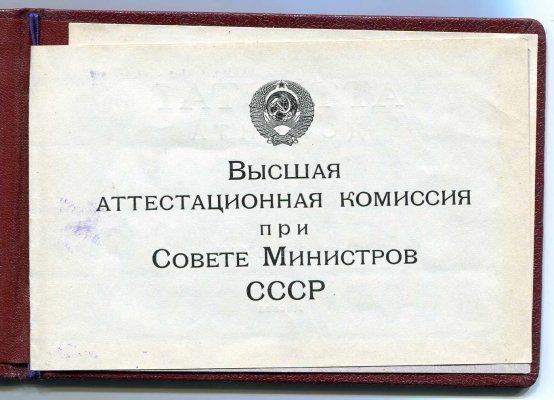 Высшая
аттестационная комиссия
при
Совете Министров
СССР